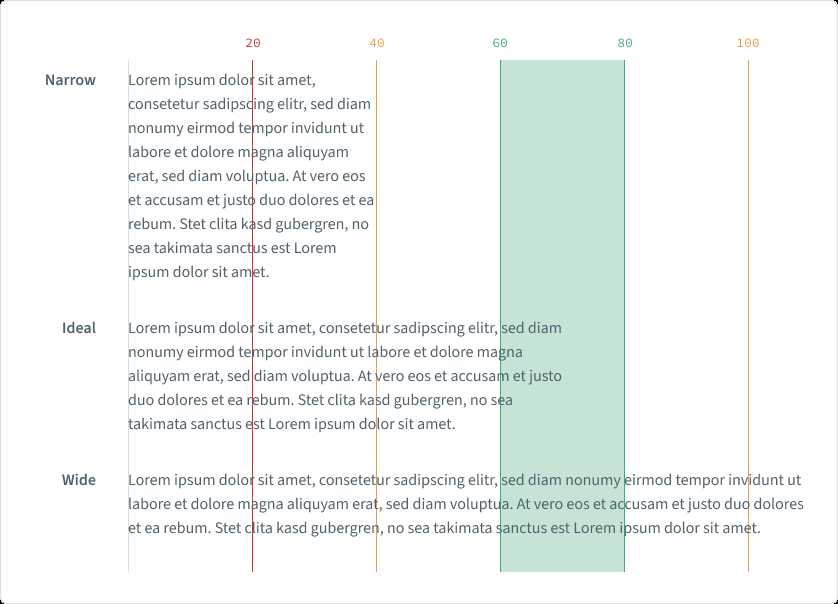 20 40 60 80 100
Narrow
Lorem ipsum dolor sit amet,
consetetur sadipscing elitr, sed diam
nonumy eirmod tempor invidunt ut
labore et dolore magna aliquyam
erat, sed diam voluptua. At vero eos
et accusam et justo duo dolores et ea
rebum. Stet clita kasd gubergren, no
sea takimata sanctus est Lorem
ipsum dolor sit amet.
Ideal
Lorem ipsum dolor sit amet, consetetur sadipscing elitr, sed diam
nonumy eirmod tempor invidunt ut labore et dolore magna
aliquyam erat, sed diam voluptua. At vero eos et accusam et justo
duo dolores et ea rebum. Stet clita kasd gubergren, no sea
takimata sanctus est Lorem ipsum dolor sit amet.
Wide
Lorem ipsum dolor sit amet, consetetur sadipscing elitr, sed diam nonumy eirmod tempor invidunt ut
labore et dolore magna aliquyam erat, sed diam voluptua. At vero eos et accusam et justo duo dolores
et ea rebum. Stet clita kasd gubergren, no sea takimata sanctus est Lorem ipsum dolor sit amet.